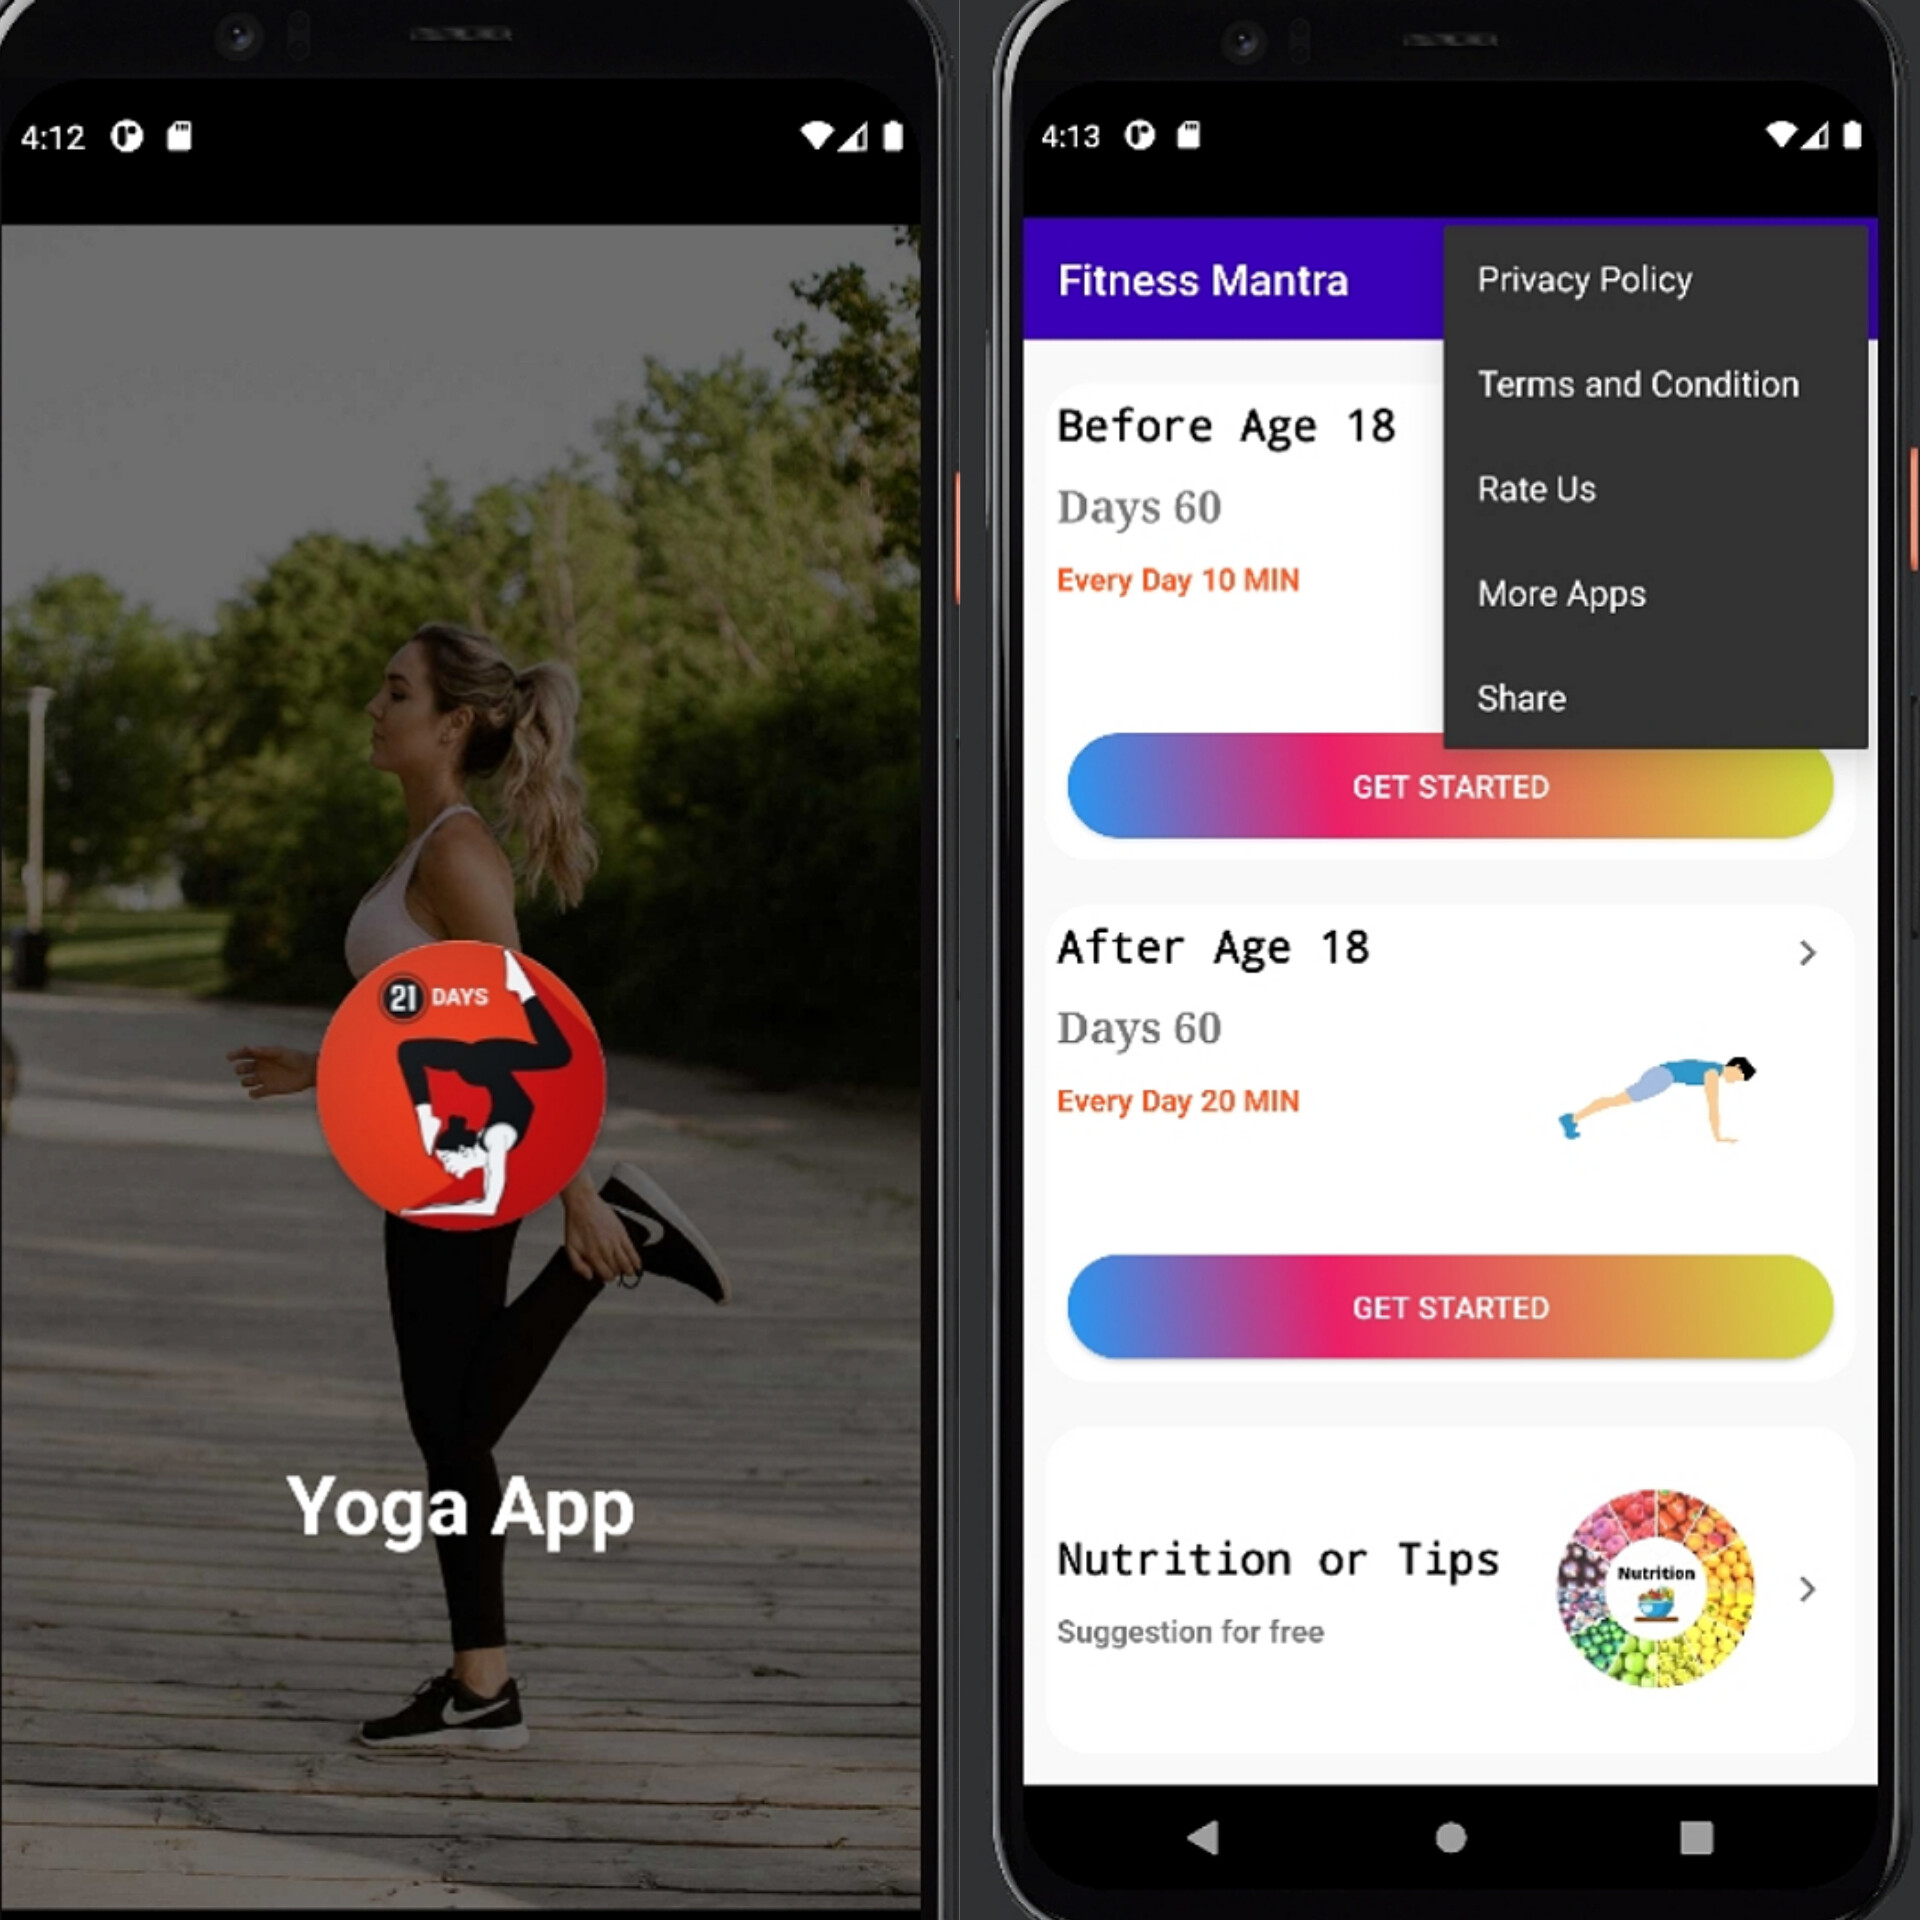 4:12
21 DAYS
Yoga App
4:13
Fitness Mantra
Privacy Policy
Terms and Condition
Rate Us
More Apps
Share
Before Age 18
Days 60
Every Day 10 MIN
GET STARTED
After Age 18
Days 60
Every Day 20 MIN
GET STARTED
Nutrition or Tips
Suggestion for free
Nutrition